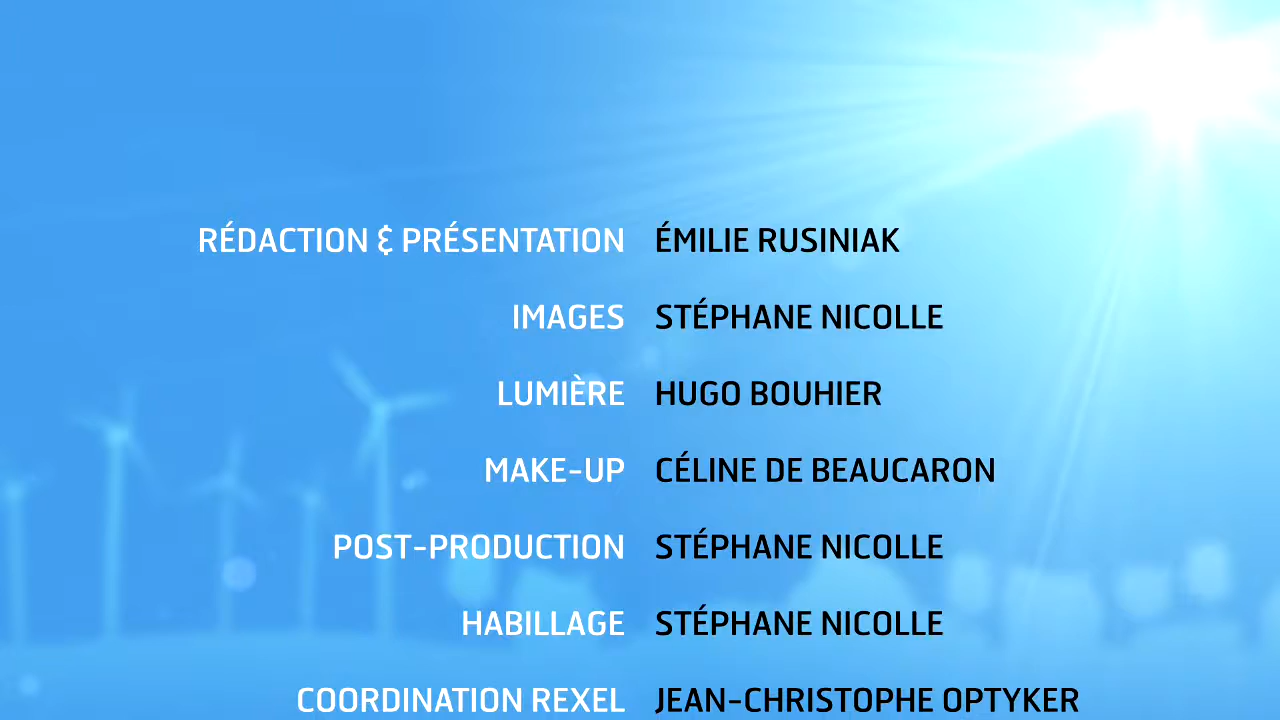 RÉDACTION & PRÉSENTATION ÉMILIE RUSINIAK
IMAGES STÉPHANE NICOLLE
LUMIÈRE HUGO BOUHIER
MAKE-UP CÉLINE DE BEAUCARON
POST-PRODUCTION STÉPHANE NICOLLE
HABILLAGE STÉPHANE NICOLLE
COORDINATION REXEL JEAN-CHRISTOPHE OPTYKER